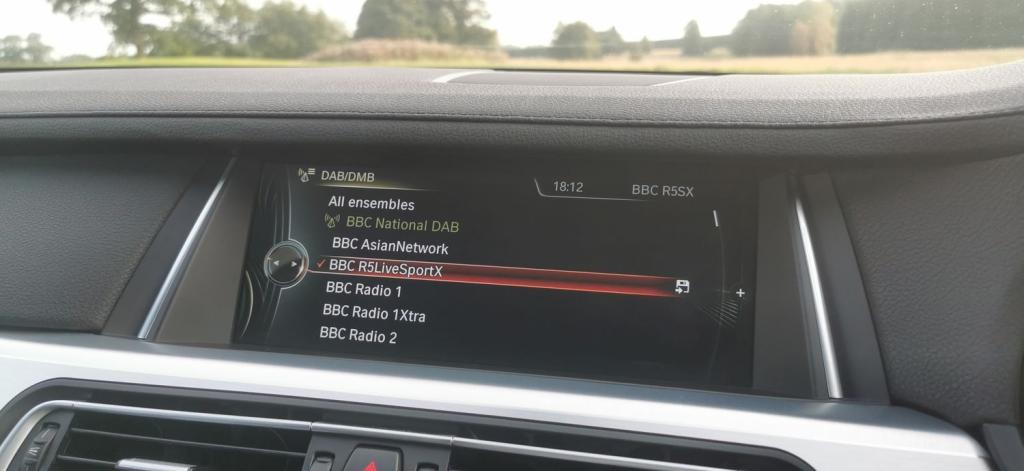 DAB/DMB
18:12
BBC R5SX
All ensembles
BBC National DAB
BBC AsianNetwork
✓ BBC R5LiveSportX
BBC Radio 1
BBC Radio 1Xtra
BBC Radio 2